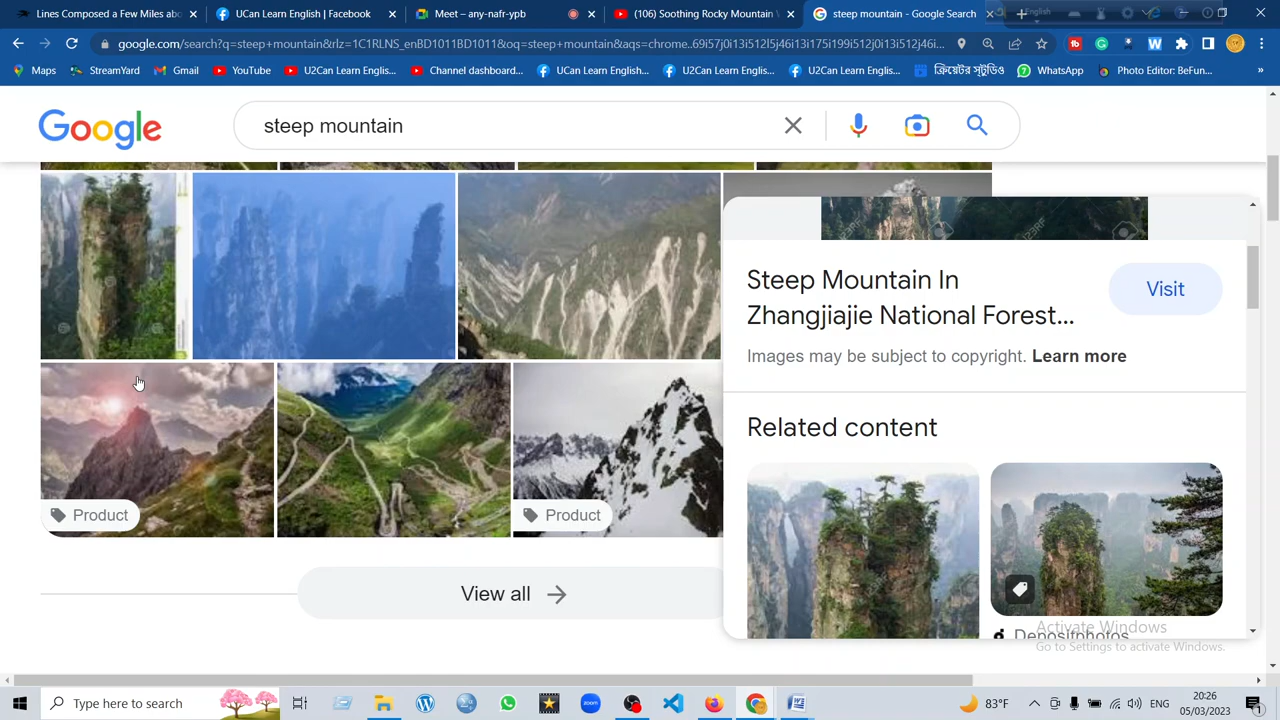 Lines Composed a Few Miles abo
UCan Learn English | Facebook
Meet – any-nafr-ypb
(106) Soothing Rocky Mountain
steep mountain - Google Search
English
google.com/search?q=steep+mountain&rlz=1C1RLNS_enBD1011BD1011&oq=steep+mountain&aqs=chrome..69i57j0i13i512l5j46i13i175i199i512j0i13i512j46i...
Maps
StreamYard
Gmail
YouTube
U2Can Learn Englis...
Channel dashboard...
UCan Learn English...
U2Can Learn Englis...
U2Can Learn Englis...
ক্রিয়েটর স্টুডিও
WhatsApp
Photo Editor: BeFun...
»
Google
steep mountain
123RF
Steep Mountain In
Zhangjiajie National Forest...
Visit
Images may be subject to copyright. Learn more
Related content
Product
Product
View all
Depositphotos
Activate Windows
Go to Settings to activate Windows.
Type here to search
83°F
ENG
20:26
05/03/2023
1